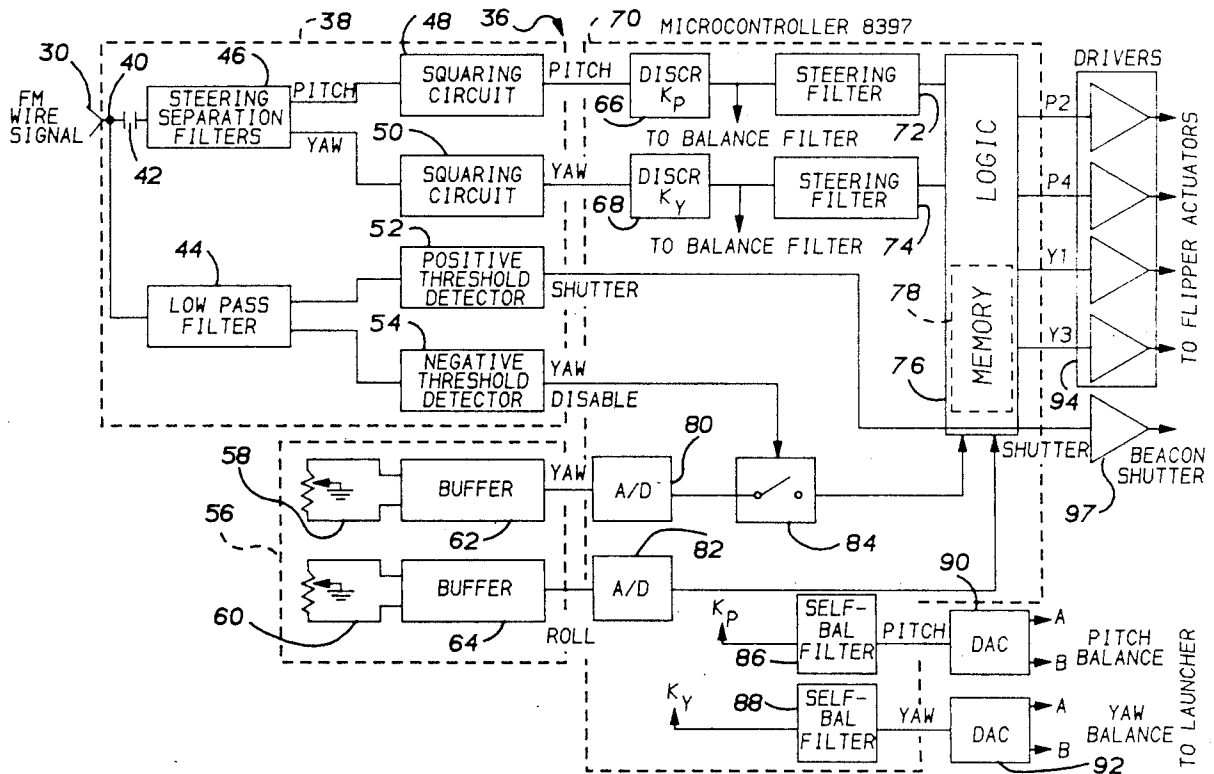 38
48
36
70
MICROCONTROLLER 8397
30
40
46
DRIVERS
FM
WIRE
SIGNAL
STEERING
SEPARATION
FILTERS
PITCH
YAW
42
SQUARING
CIRCUIT
PITCH
DISCR
KP
66
STEERING
FILTER
72
TO BALANCE FILTER
LOGIC
P2
50
SQUARING
CIRCUIT
YAW
DISCR
KY
68
STEERING
FILTER
74
TO BALANCE FILTER
P4
44
LOW PASS
FILTER
52
POSITIVE
THRESHOLD
DETECTOR
SHUTTER
54
NEGATIVE
THRESHOLD
DETECTOR
YAW
DISABLE
78
MEMORY
76
Y1
Y3
94
TO FLIPPER ACTUATORS
SHUTTER
BEACON
SHUTTER
97
56
58
BUFFER
62
YAW
80
A/D
84
60
BUFFER
64
ROLL
82
A/D
KP
86
SELF-
BAL
FILTER
PITCH
90
DAC
A
B
PITCH
BALANCE
KY
88
SELF-
BAL
FILTER
YAW
DAC
92
A
B
YAW
BALANCE
TO LAUNCHER